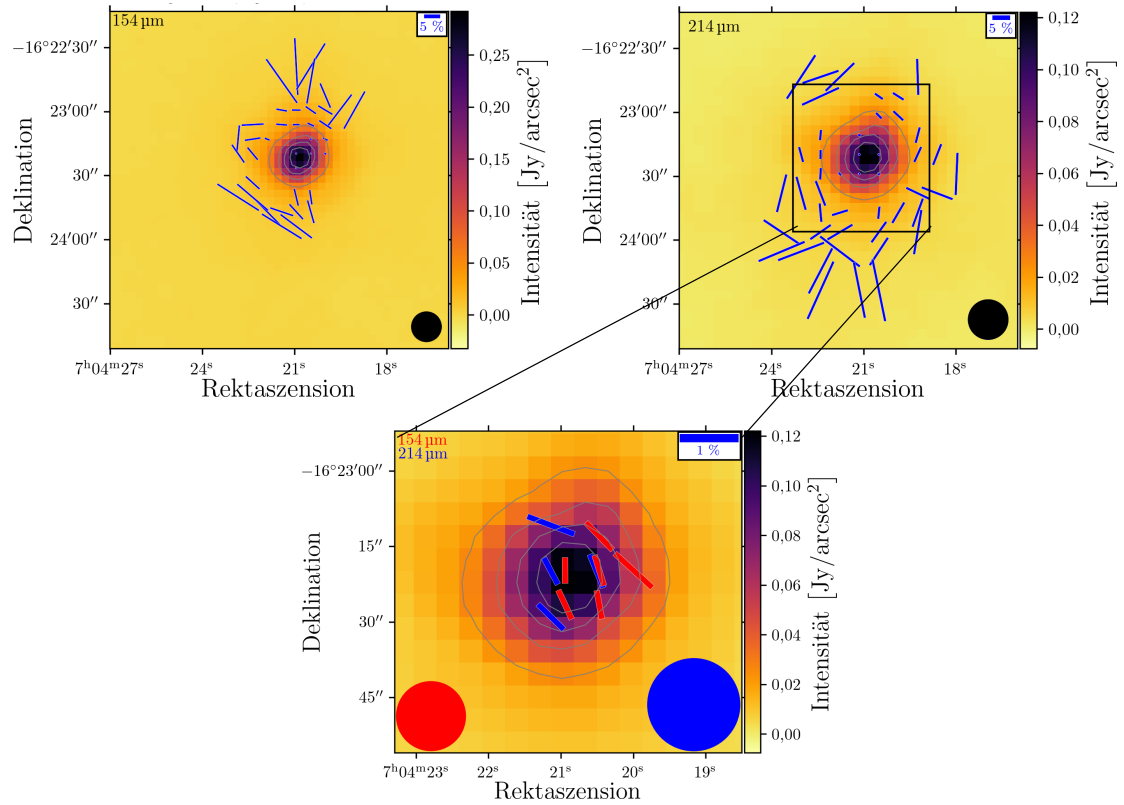 154 µm
5 %
−16°22′30′′
23′00′′
30′′
24′00′′
30′′
7ʰ04ᵐ27ˢ
24ˢ
21ˢ
18ˢ
Rektaszension
Deklination
0,25
0,20
0,15
0,10
0,05
0,00
Intensität [Jy/arcsec²]
214 µm
5 %
−16°22′30′′
23′00′′
30′′
24′00′′
30′′
7ʰ04ᵐ27ˢ
24ˢ
21ˢ
18ˢ
Rektaszension
Deklination
0,12
0,10
0,08
0,06
0,04
0,02
0,00
Intensität [Jy/arcsec²]
154 µm
214 µm
1 %
−16°23′00′′
15′′
30′′
45′′
7ʰ04ᵐ23ˢ
22ˢ
21ˢ
20ˢ
19ˢ
Rektaszension
Deklination
0,12
0,10
0,08
0,06
0,04
0,02
0,00
Intensität [Jy/arcsec²]